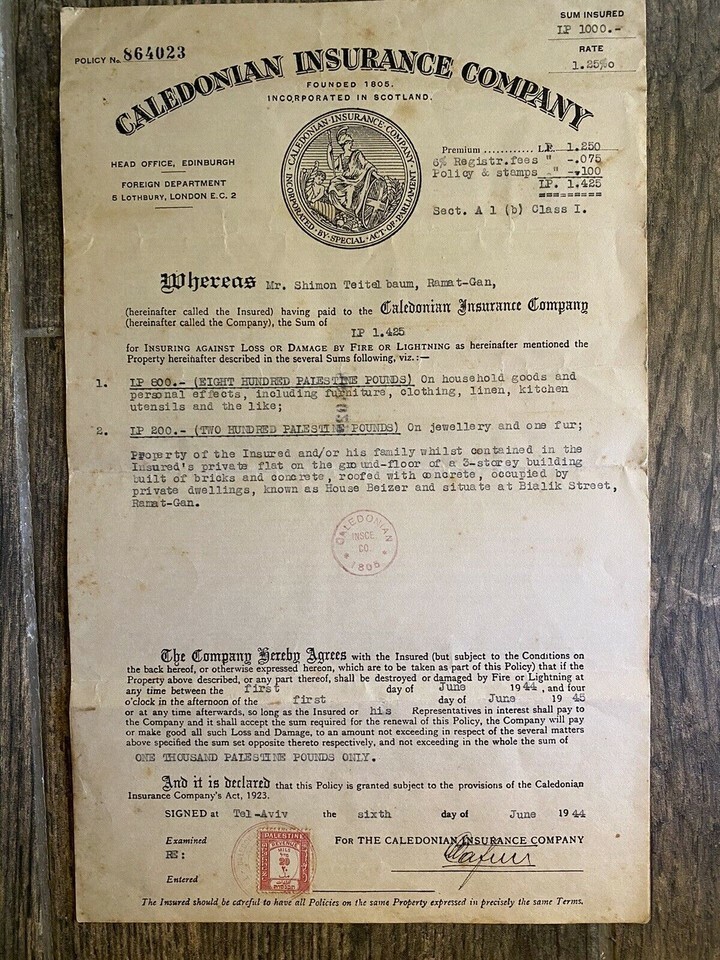 SUM INSURED
LP 1000.-
RATE
1.25%o
POLICY No. 864023
CALEDONIAN INSURANCE COMPANY
FOUNDED 1805.
INCORPORATED IN SCOTLAND.
HEAD OFFICE, EDINBURGH
FOREIGN DEPARTMENT
5 LOTHBURY, LONDON E.C. 2
·CALEDONIAN·INSURANCE·COMPANY·
INCORPORATED·BY·SPECIAL·ACT·OF·PARLIAMENT
Premium ............ LP. 1.250
6% Registr.fees " -.075
Policy & stamps " -.100
LP. 1.425
Sect. A 1 (b) Class I.
Whereas Mr. Shimon Teitelbaum, Ramat-Gan,
(hereinafter called the Insured) having paid to the Caledonian Insurance Company
(hereinafter called the Company), the Sum of
LP 1.425
for INSURING AGAINST LOSS OR DAMAGE BY FIRE OR LIGHTNING as hereinafter mentioned the
Property hereinafter described in the several Sums following, viz.:—
1. LP 800.- (EIGHT HUNDRED PALESTINE POUNDS) On household goods and
personal effects, including furniture, clothing, linen, kitchen
utensils and the like;
2. LP 200.- (TWO HUNDRED PALESTINE POUNDS) On jewellery and one fur;
Property of the Insured and/or his family whilst contained in the
Insured's private flat on the ground-floor of a 3-storey building
built of bricks and concrete, roofed with concrete, occupied by
private dwellings, known as House Beizer and situate at Bialik Street,
Ramat-Gan.
CALEDONIAN
INSCE.
CO.
1805
The Company Hereby Agrees with the Insured (but subject to the Conditions on
the back hereof, or otherwise expressed hereon, which are to be taken as part of this Policy) that if the
Property above described, or any part thereof, shall be destroyed or damaged by Fire or Lightning at
any time between the first day of June 1944, and four
o'clock in the afternoon of the first day of June 1945
or at any time afterwards, so long as the Insured or his Representatives in interest shall pay to
the Company and it shall accept the sum required for the renewal of this Policy, the Company will pay
or make good all such Loss and Damage, to an amount not exceeding in respect of the several matters
above specified the sum set opposite thereto respectively, and not exceeding in the whole the sum of
ONE THOUSAND PALESTINE POUNDS ONLY.
And it is declared that this Policy is granted subject to the provisions of the Caledonian
Insurance Company's Act, 1923.
SIGNED at Tel-Aviv the sixth day of June 1944
Examined
RE:
Entered
PALESTINE
REVENUE
MILS
20
FOR THE CALEDONIAN INSURANCE COMPANY
The Insured should be careful to have all Policies on the same Property expressed in precisely the same Terms.